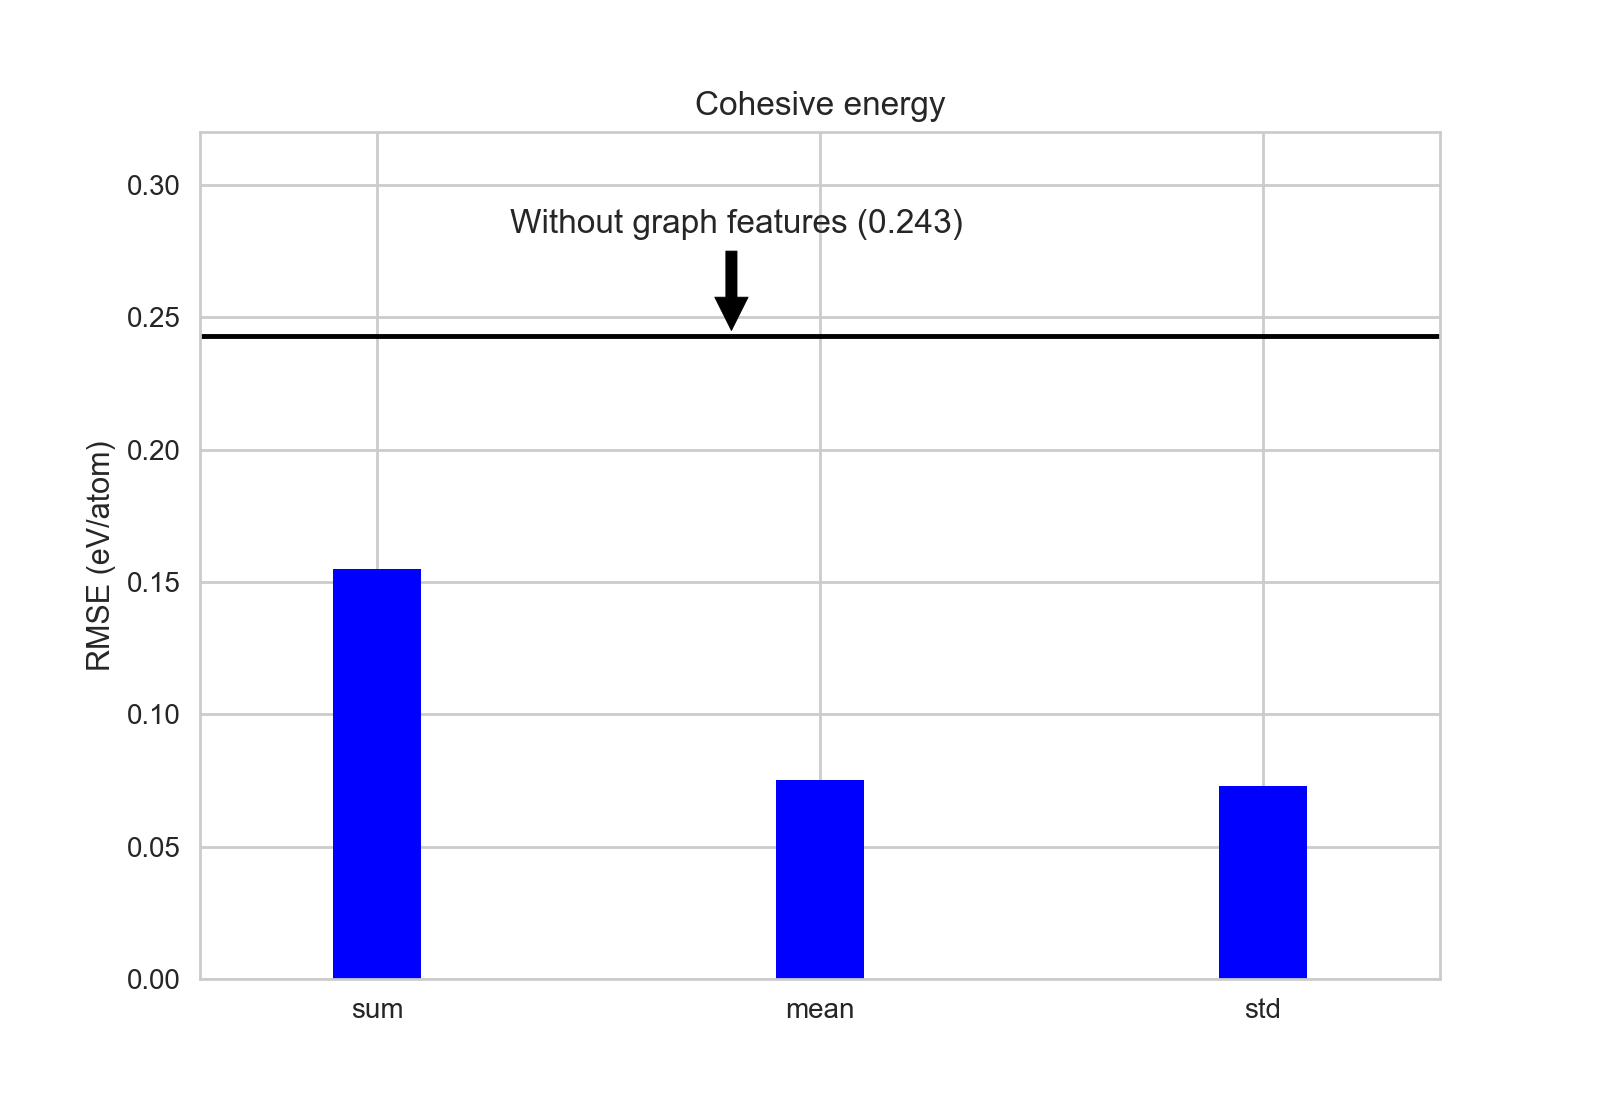 Cohesive energy
0.30
Without graph features (0.243)
0.25
0.20
RMSE (eV/atom)
0.15
0.10
0.05
0.00
sum mean std